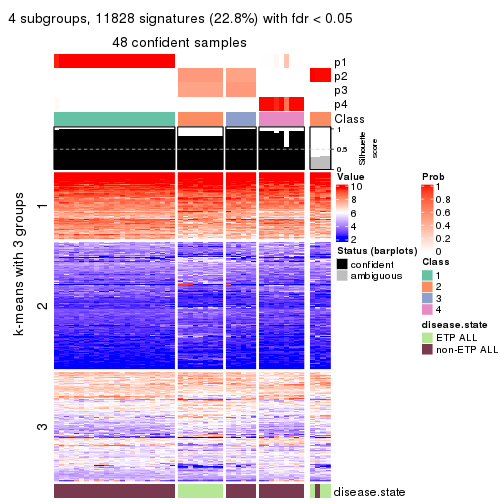 4 subgroups, 11828 signatures (22.8%) with fdr < 0.05
48 confident samples
p1
p2
p3
p4
Class
1
0.5
0
Silhouette
score
k-means with 3 groups
1
2
3
disease.state
Value
10
8
6
4
2
Status (barplots)
confident
ambiguous
Prob
1
0.8
0.6
0.4
0.2
0
Class
1
2
3
4
disease.state
ETP ALL
non-ETP ALL